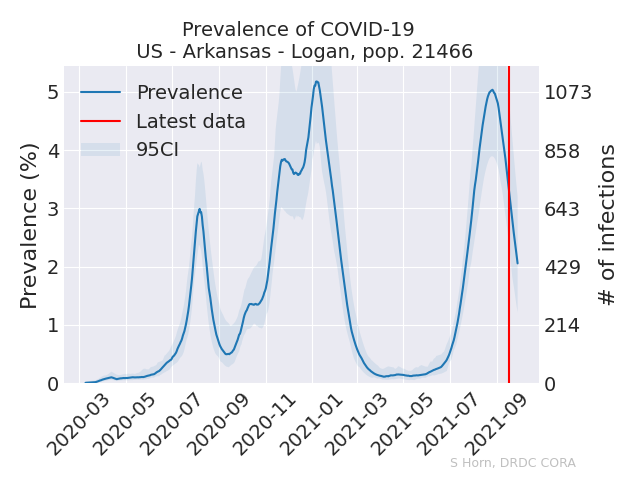 Prevalence of COVID-19
US - Arkansas - Logan, pop. 21466
Prevalence
Latest data
95CI
Prevalence (%)
5
4
3
2
1
0
1073
858
643
429
214
0
# of infections
2020-03
2020-05
2020-07
2020-09
2020-11
2021-01
2021-03
2021-05
2021-07
2021-09
S Horn, DRDC CORA